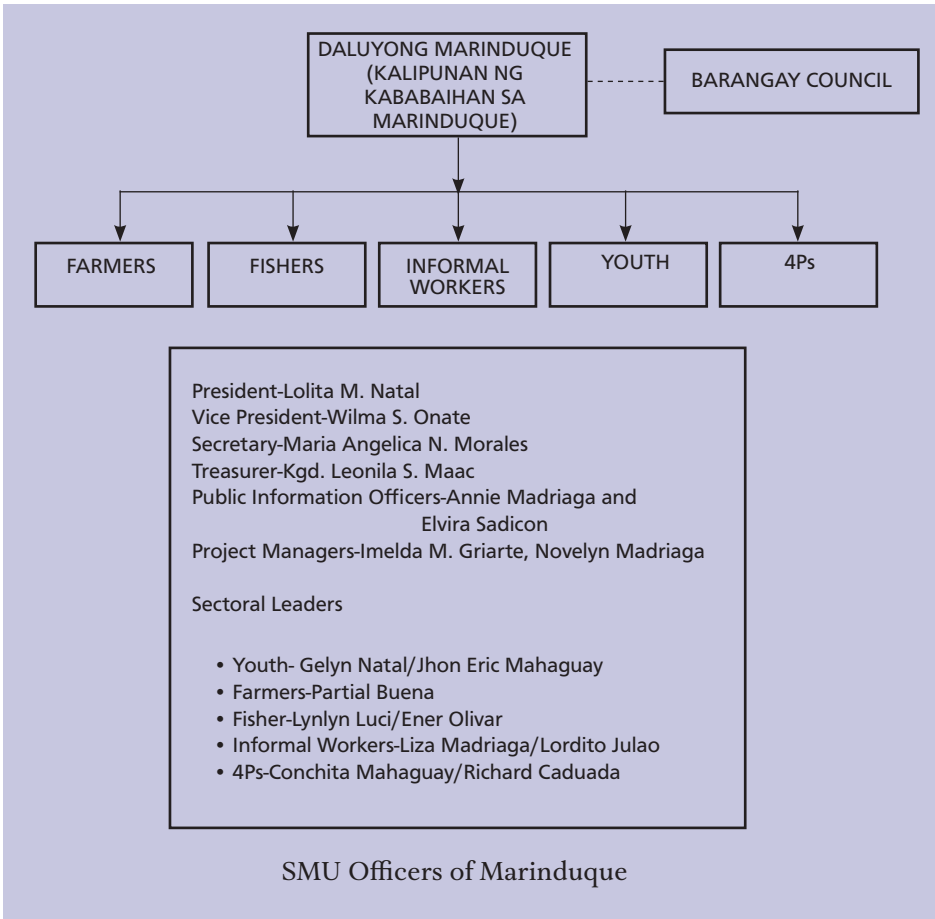 DALUYONG MARINDUQUE
(KALIPUNAN NG
KABABAIHAN SA
MARINDUQUE)
BARANGAY COUNCIL
FARMERS
FISHERS
INFORMAL
WORKERS
YOUTH
4Ps
President-Lolita M. Natal
Vice President-Wilma S. Onate
Secretary-Maria Angelica N. Morales
Treasurer-Kgd. Leonila S. Maac
Public Information Officers-Annie Madriaga and
Elvira Sadicon
Project Managers-Imelda M. Griarte, Novelyn Madriaga
Sectoral Leaders
• Youth- Gelyn Natal/Jhon Eric Mahaguay
• Farmers-Partial Buena
• Fisher-Lynlyn Luci/Ener Olivar
• Informal Workers-Liza Madriaga/Lordito Julao
• 4Ps-Conchita Mahaguay/Richard Caduada
SMU Officers of Marinduque